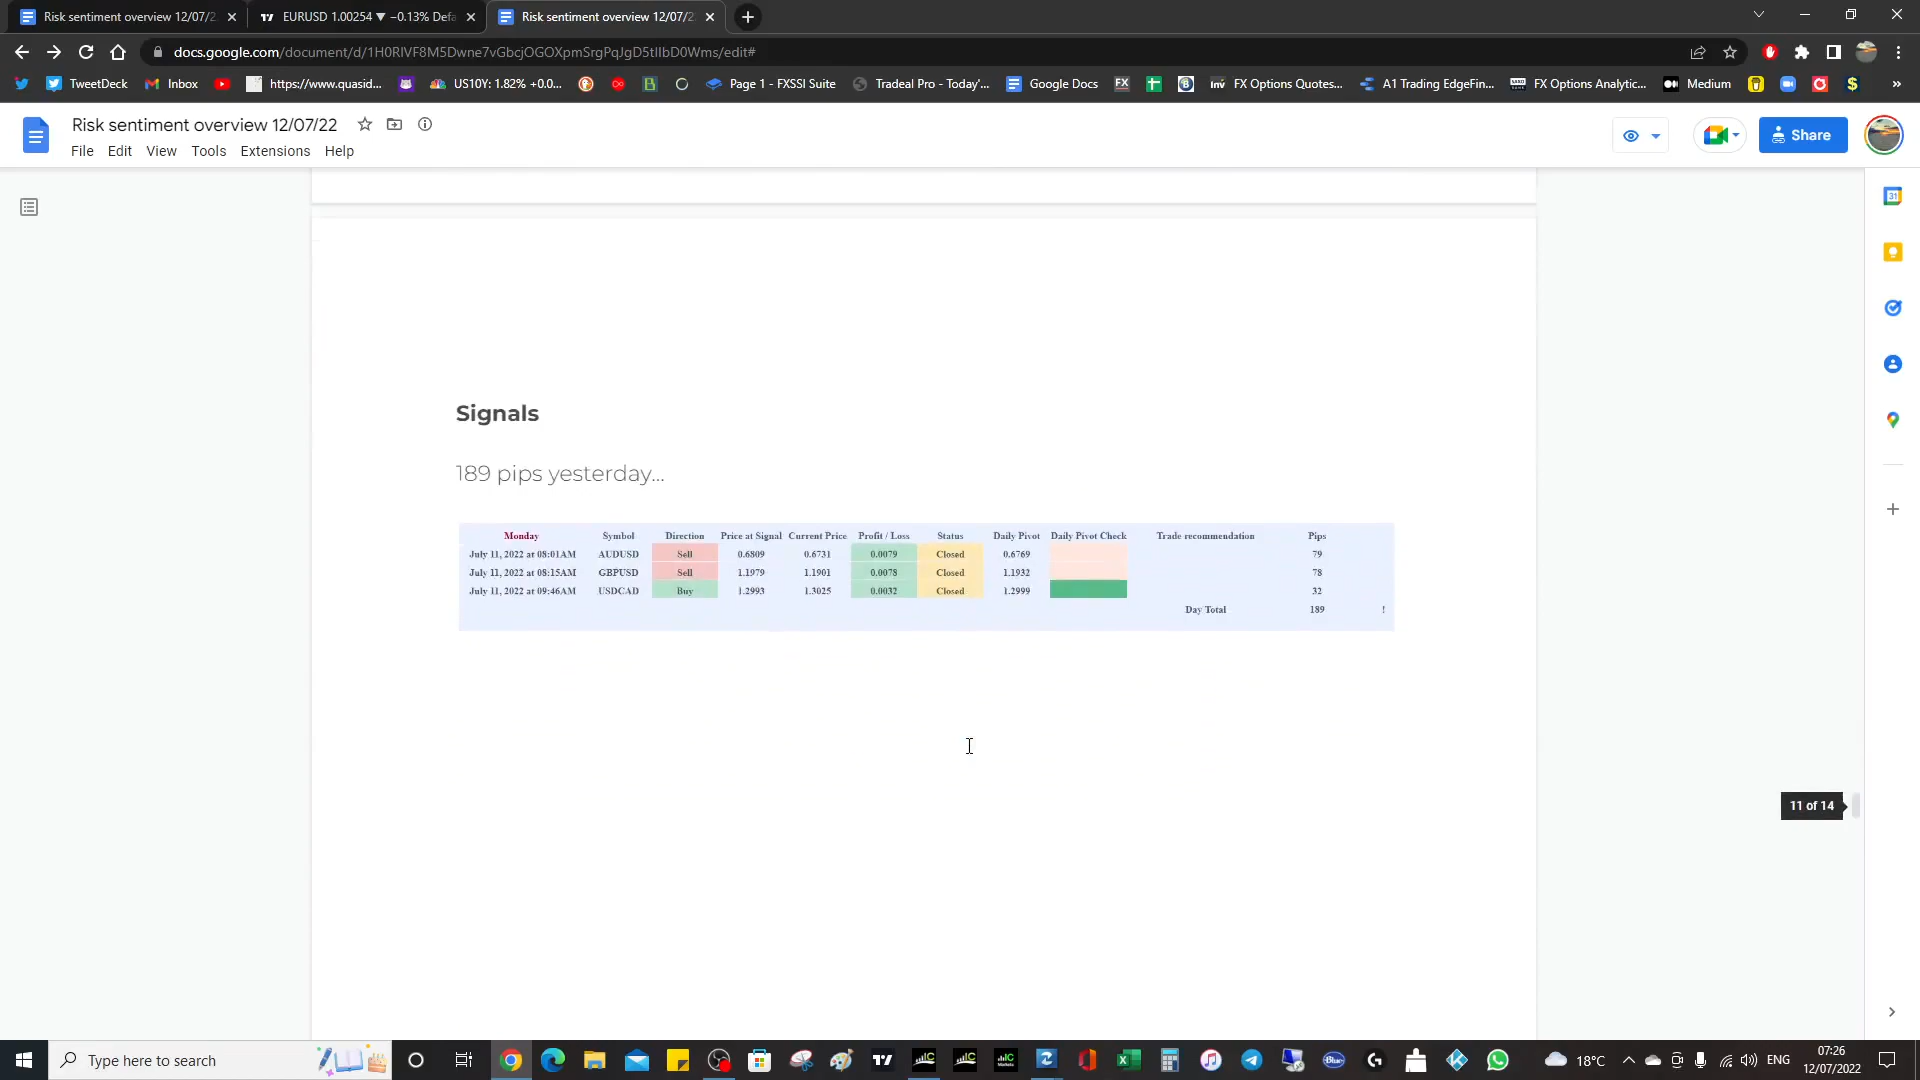 Risk sentiment overview 12/07/2
EURUSD 1.00254 ▼ −0.13% Defa
Risk sentiment overview 12/07/2
docs.google.com/document/d/1H0RlVF8M5Dwne7vGbcjOGOXpmSrgPqJgD5tIIbD0Wms/edit#
TweetDeck
Inbox
https://www.quasid...
US10Y: 1.82% +0.0...
Page 1 - FXSSI Suite
Tradeal Pro - Today'...
Google Docs
FX Options Quotes...
A1 Trading EdgeFin...
FX Options Analytic...
Medium
»
Risk sentiment overview 12/07/22
File Edit View Tools Extensions Help
Share
Signals
189 pips yesterday...
Monday Symbol Direction Price at Signal Current Price Profit / Loss Status Daily Pivot Daily Pivot Check Trade recommendation Pips
July 11, 2022 at 08:01AM AUDUSD Sell 0.6809 0.6731 0.0079 Closed 0.6769 79
July 11, 2022 at 08:15AM GBPUSD Sell 1.1979 1.1901 0.0078 Closed 1.1932 78
July 11, 2022 at 09:46AM USDCAD Buy 1.2993 1.3025 0.0032 Closed 1.2999 32
Day Total 189 !
11 of 14
Type here to search
18°C
ENG
07:26
12/07/2022